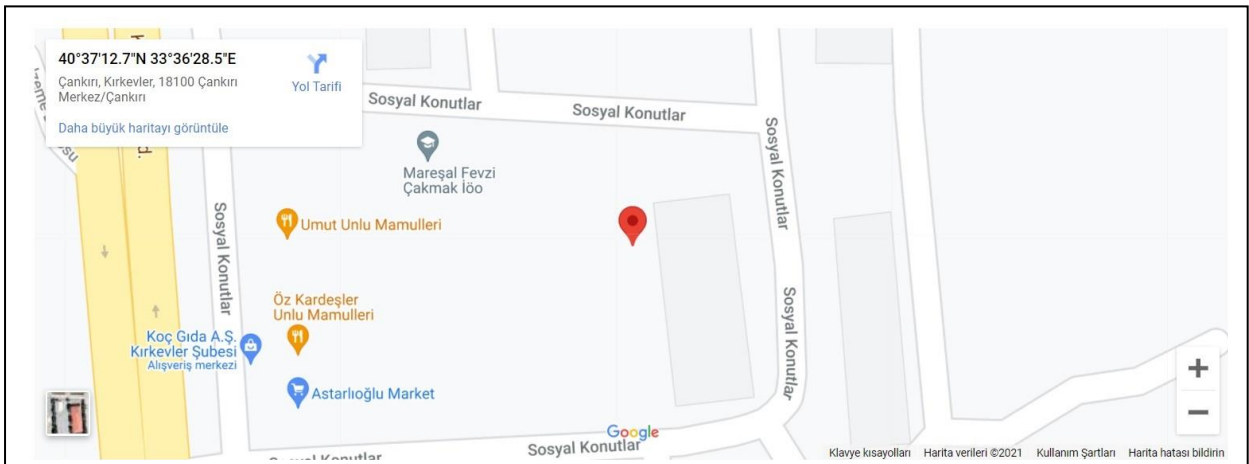 40°37'12.7"N 33°36'28.5"E
Çankırı, Kırkevler, 18100 Çankırı
Merkez/Çankırı
Yol Tarifi
Daha büyük haritayı görüntüle
Sosyal Konutlar
Sosyal Konutlar
Sosyal Konutlar
Mareşal Fevzi
Çakmak İöo
Sosyal Konutlar
Umut Unlu Mamulleri
Öz Kardeşler
Unlu Mamulleri
Sosyal Konutlar
Koç Gıda A.Ş.
Kırkevler Şubesi
Alışveriş merkezi
Astarlıoğlu Market
Google
Sosyal Konutlar
Klavye kısayolları Harita verileri ©2021 Kullanım Şartları Harita hatası bildirin